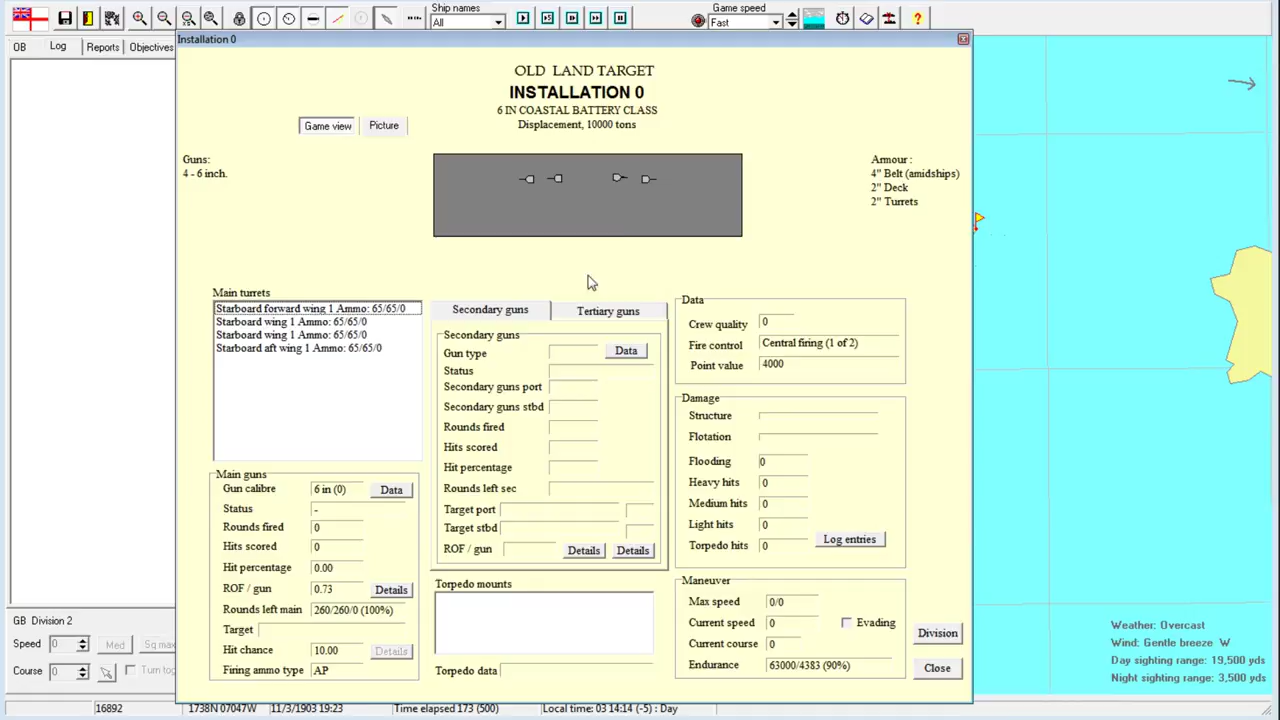 Ship names
All
Game speed
Fast
?
OB Log Reports Objectives
Installation 0
OLD LAND TARGET
INSTALLATION 0
6 IN COASTAL BATTERY CLASS
Displacement, 10000 tons
Game view Picture
Guns:
4 - 6 inch.
Armour :
4" Belt (amidships)
2" Deck
2" Turrets
Main turrets
Starboard forward wing 1 Ammo: 65/65/0
Starboard wing 1 Ammo: 65/65/0
Starboard wing 1 Ammo: 65/65/0
Starboard aft wing 1 Ammo: 65/65/0
Main guns
Gun calibre 6 in (0) Data
Status -
Rounds fired 0
Hits scored 0
Hit percentage 0.00
ROF / gun 0.73 Details
Rounds left main 260/260/0 (100%)
Target
Hit chance 10.00 Details
Firing ammo type AP
Secondary guns Tertiary guns
Secondary guns
Gun type Data
Status
Secondary guns port
Secondary guns stbd
Rounds fired
Hits scored
Hit percentage
Rounds left sec
Target port
Target stbd
ROF / gun Details Details
Torpedo mounts
Torpedo data
Data
Crew quality 0
Fire control Central firing (1 of 2)
Point value 4000
Damage
Structure
Flotation
Flooding 0
Heavy hits 0
Medium hits 0
Light hits 0
Torpedo hits 0 Log entries
Maneuver
Max speed 0/0
Current speed 0 Evading
Current course 0
Endurance 63000/4383 (90%)
Division
Close
GB Division 2
Speed 0 Med Sq max
Course 0 Turn tog
Weather: Overcast
Wind: Gentle breeze W
Day sighting range: 19,500 yds
Night sighting range: 3,500 yds
16892 1738N 07047W 11/3/1903 19:23 Time elapsed 173 (500) Local time: 03 14:14 (-5) : Day